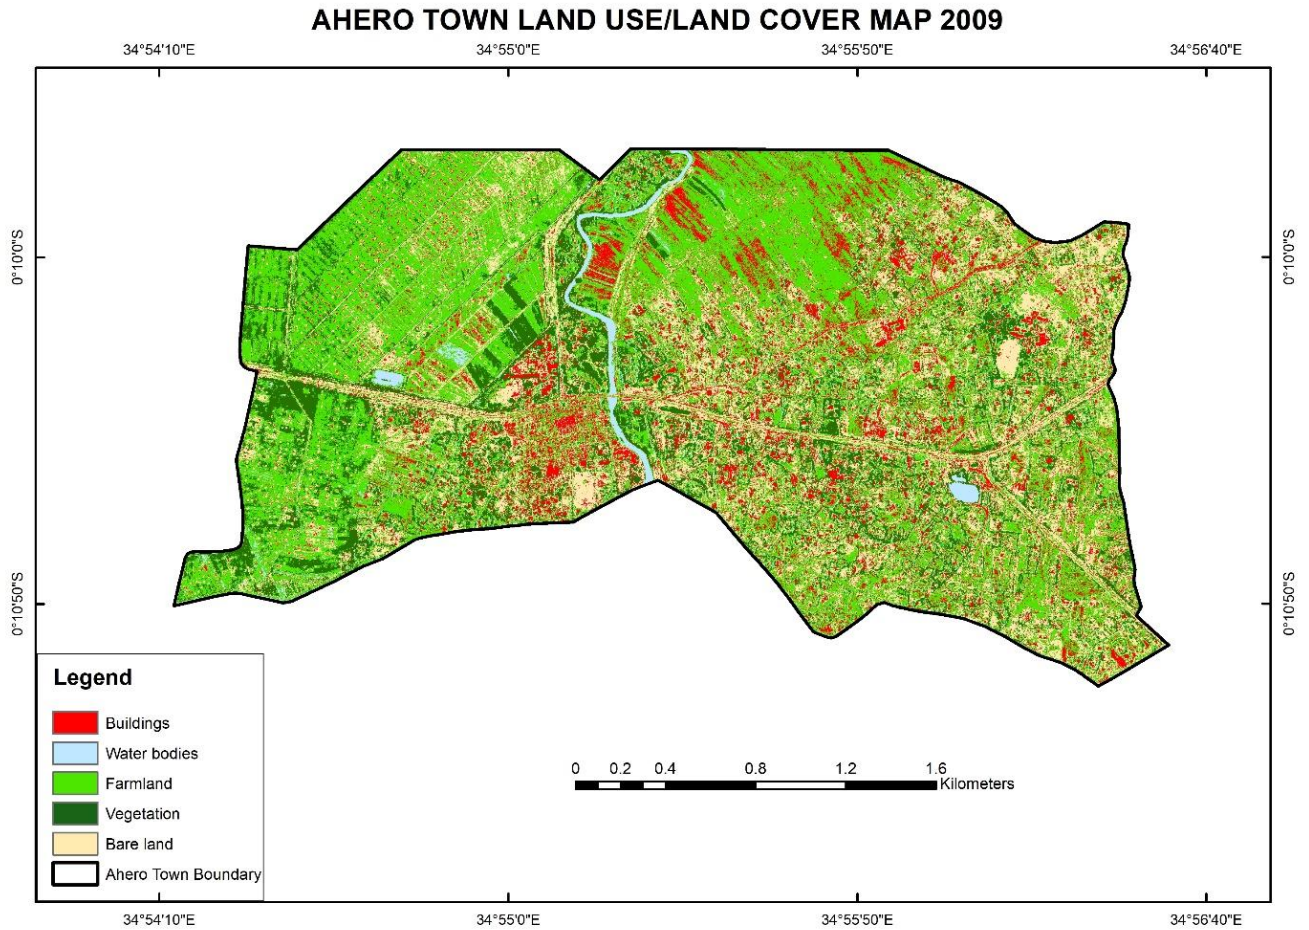 AHERO TOWN LAND USE/LAND COVER MAP 2009
34°54'10"E 34°55'0"E 34°55'50"E 34°56'40"E
0°10'0"S 0°10'0"S
0°10'50"S 0°10'50"S
Legend
Buildings
Water bodies
Farmland
Vegetation
Bare land
Ahero Town Boundary
0 0.2 0.4 0.8 1.2 1.6
Kilometers
34°54'10"E 34°55'0"E 34°55'50"E 34°56'40"E